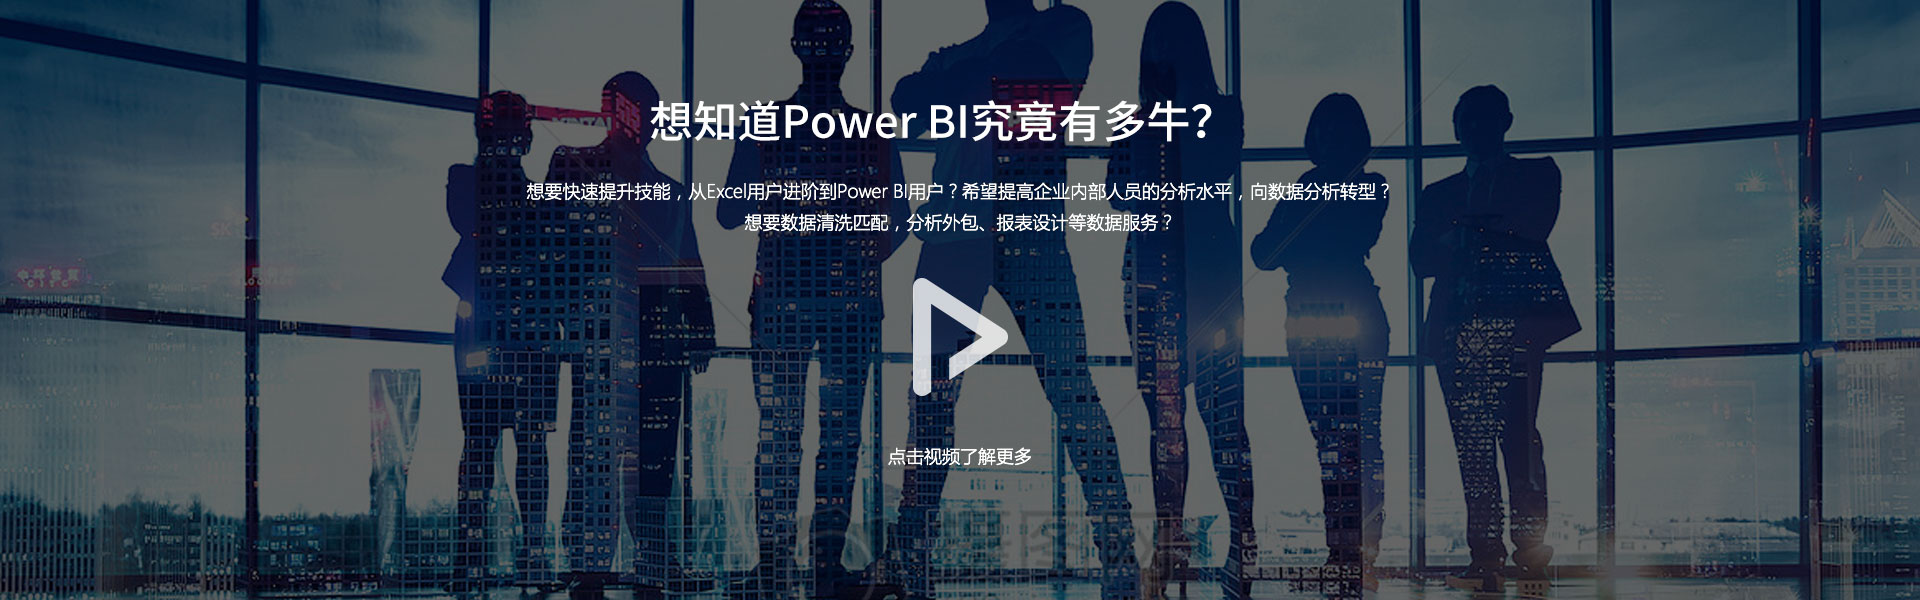 想知道Power BI究竟有多牛？
想要快速提升技能，从Excel用户进阶到Power BI用户？希望提高企业内部人员的分析水平，向数据分析转型？
想要数据清洗匹配，分析外包、报表设计等数据服务？
点击视频了解更多